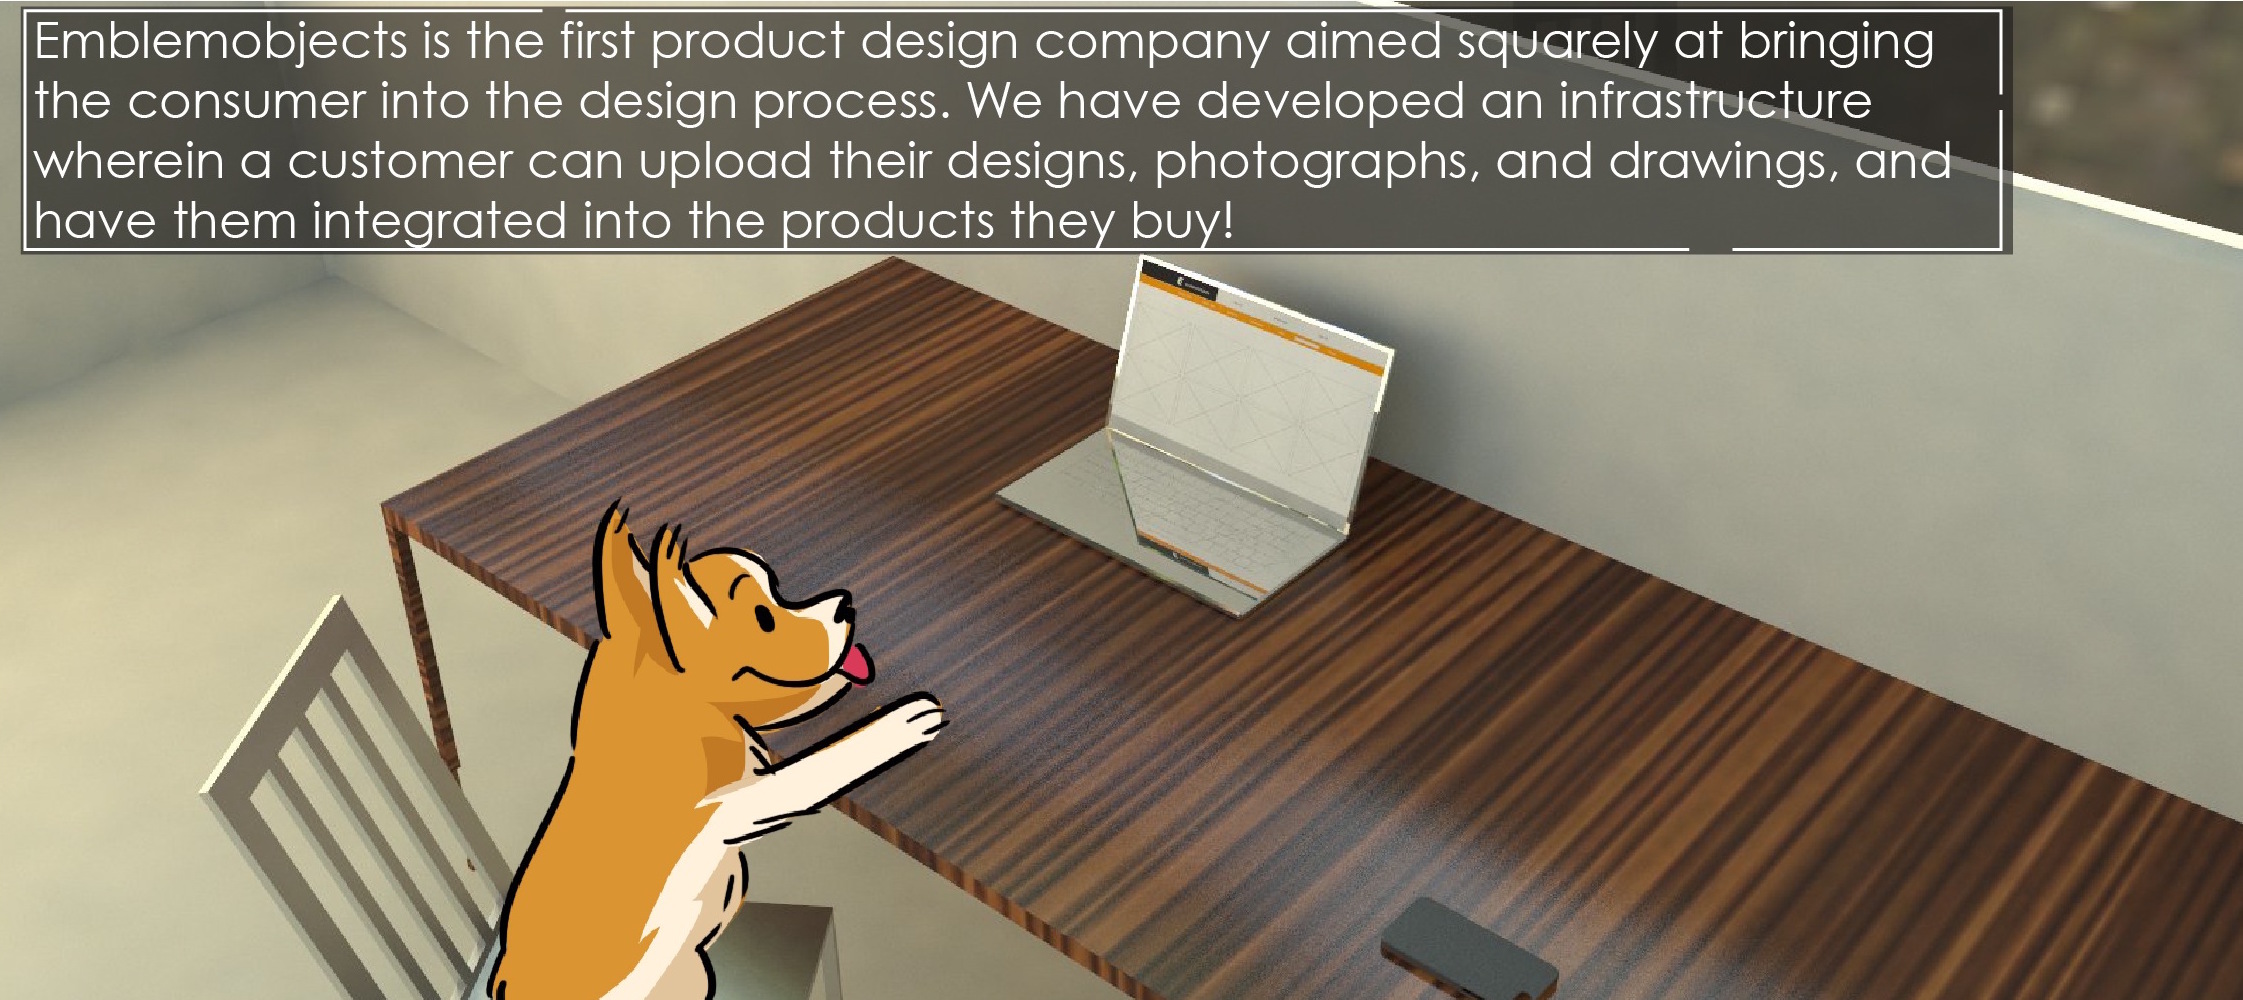 Emblemobjects is the first product design company aimed squarely at bringing
the consumer into the design process. We have developed an infrastructure
wherein a customer can upload their designs, photographs, and drawings, and
have them integrated into the products they buy!